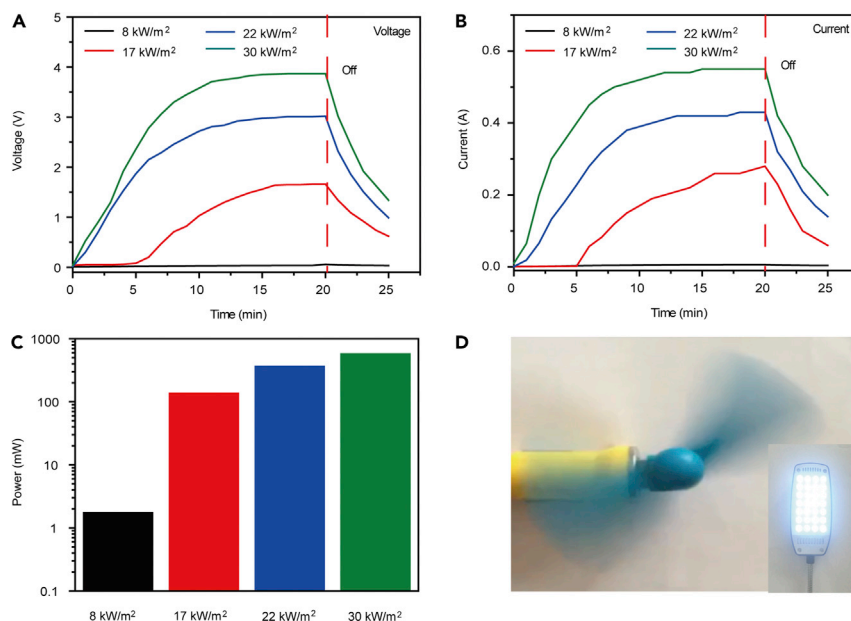 A
8 kW/m²
22 kW/m²
Voltage
17 kW/m²
30 kW/m²
Off
5
4
3
2
1
0
Voltage (V)
0
5
10
15
20
25
Time (min)
B
8 kW/m²
22 kW/m²
Current
17 kW/m²
30 kW/m²
Off
0.6
0.4
0.2
0.0
Current (A)
0
5
10
15
20
25
Time (min)
C
1000
100
10
1
0.1
Power (mW)
8 kW/m²
17 kW/m²
22 kW/m²
30 kW/m²
D